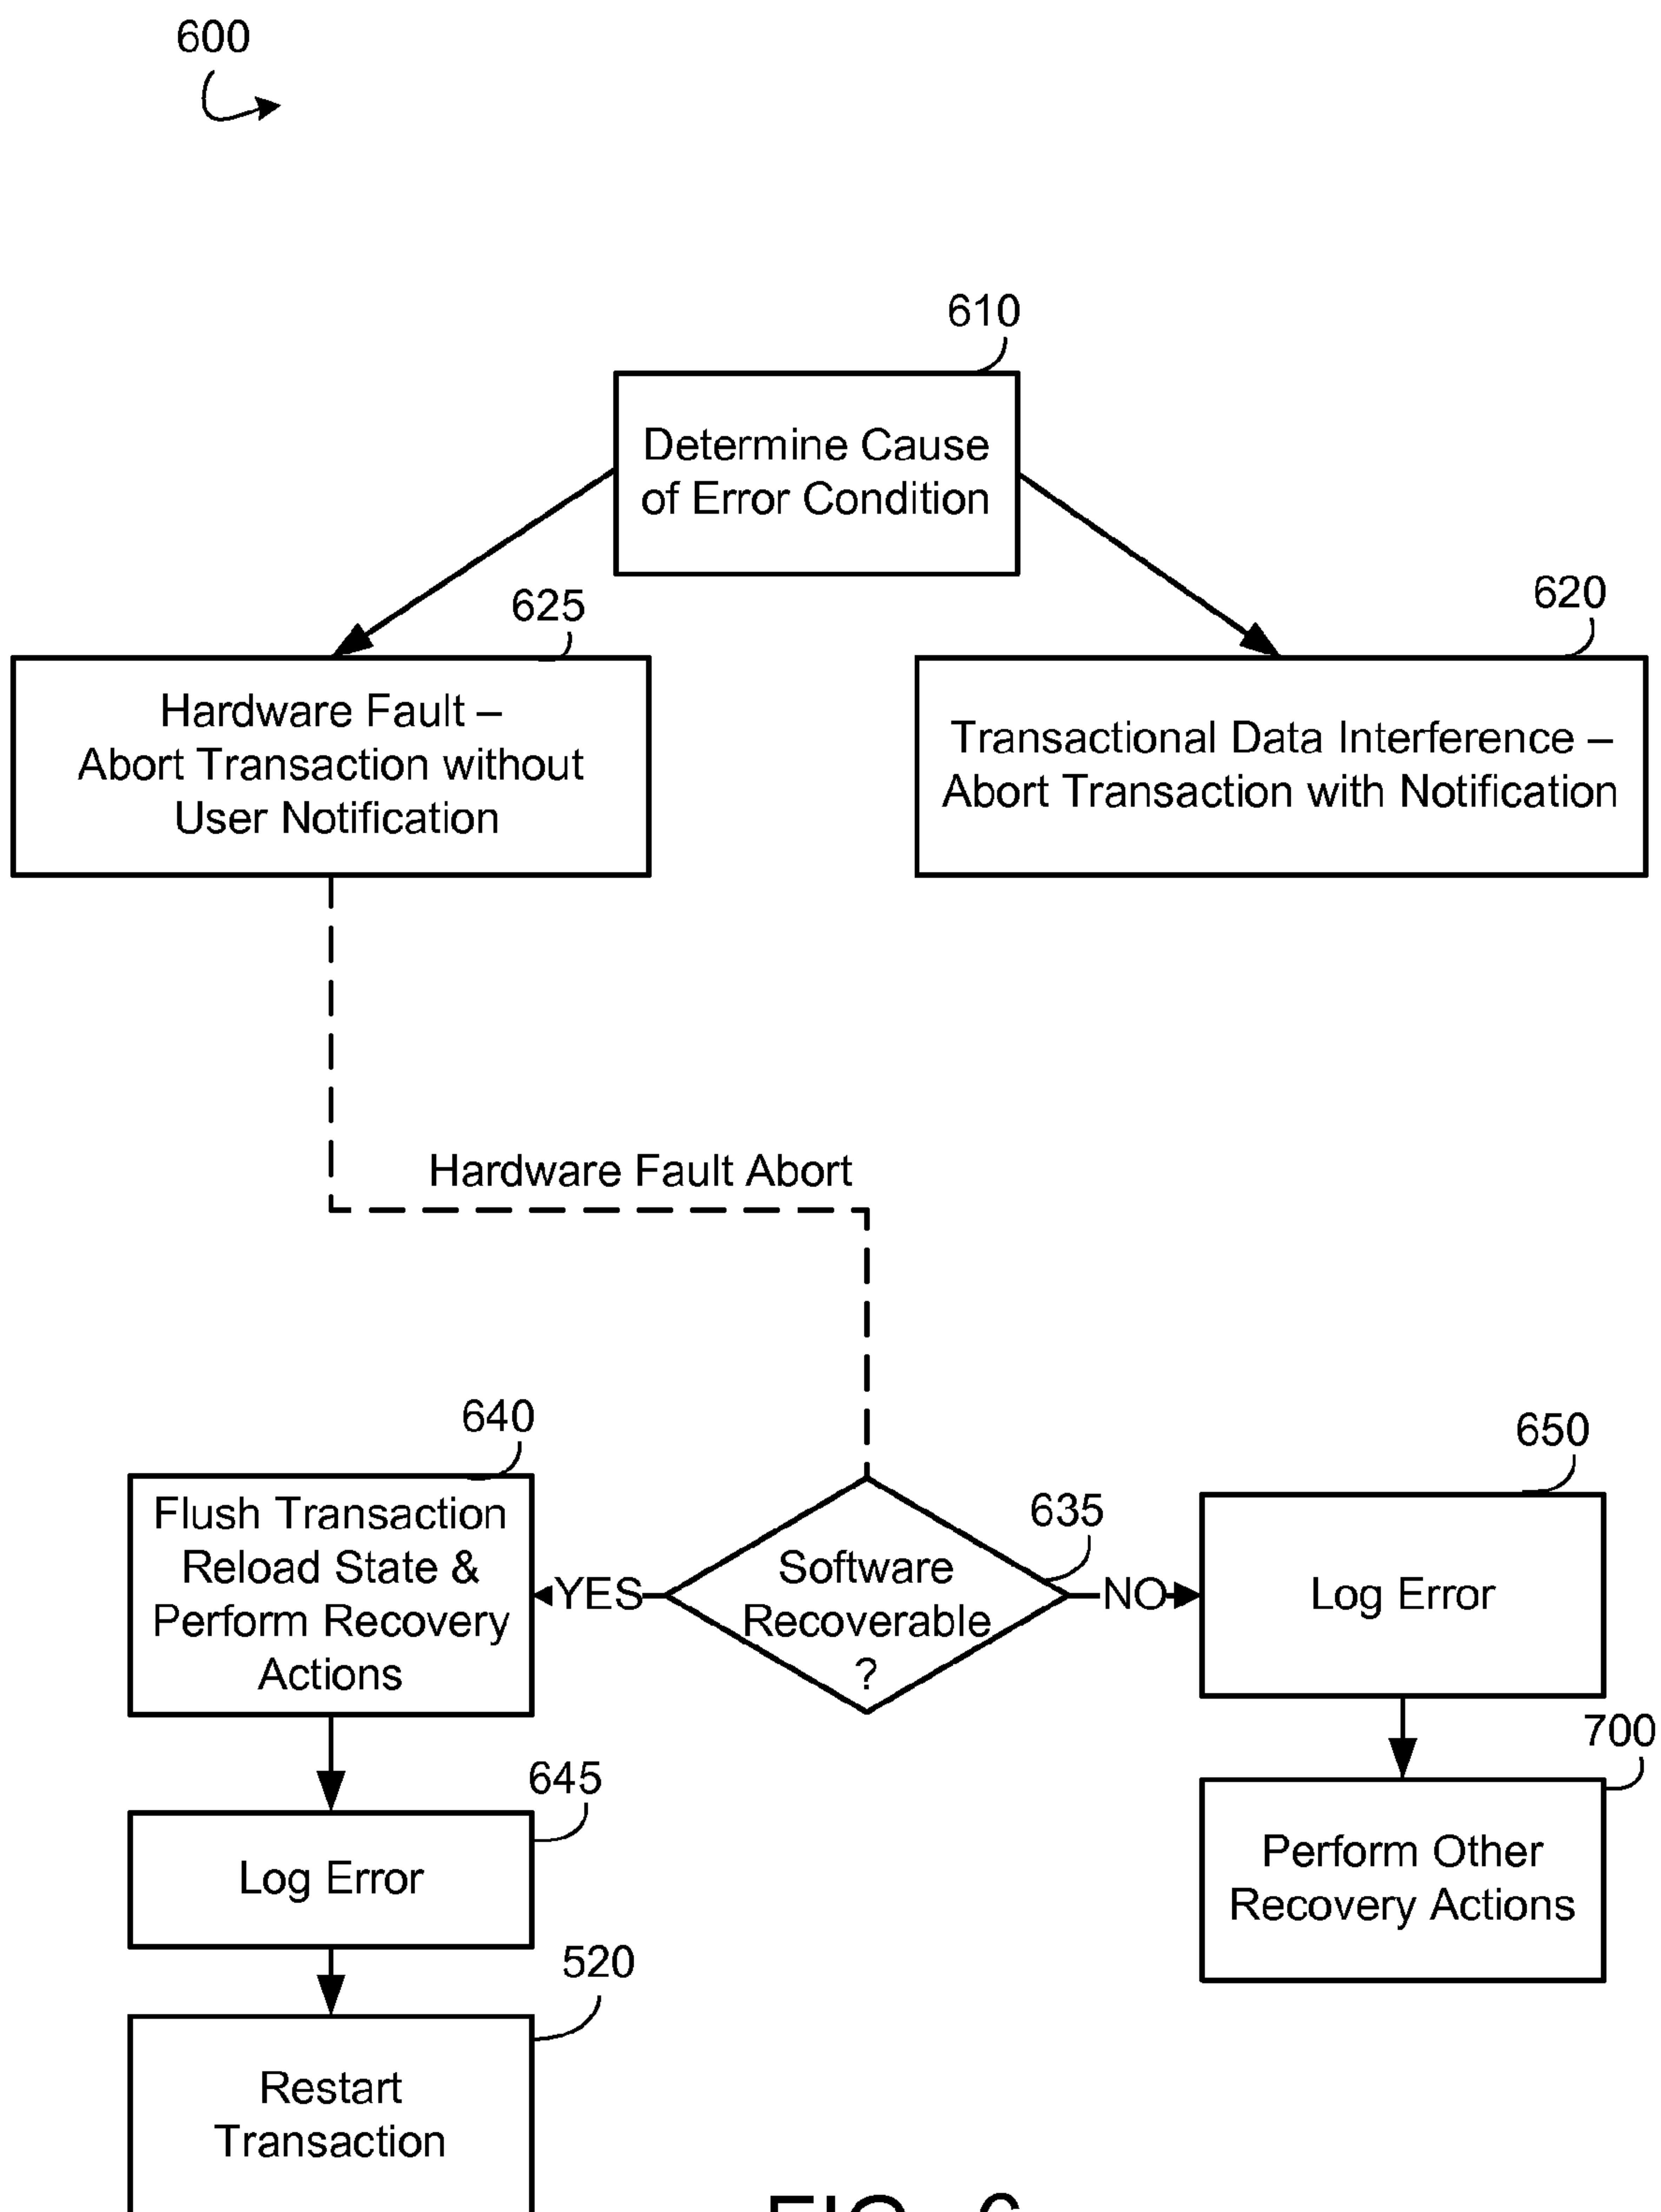 600
610
Determine Cause
of Error Condition
625
620
Hardware Fault –
Abort Transaction without
User Notification
Transactional Data Interference –
Abort Transaction with Notification
Hardware Fault Abort
640
650
635
Flush Transaction
Reload State &
Perform Recovery
Actions
YES
Software
Recoverable
?
NO
Log Error
700
645
Log Error
Perform Other
Recovery Actions
520
Restart
Transaction
FIG. 6